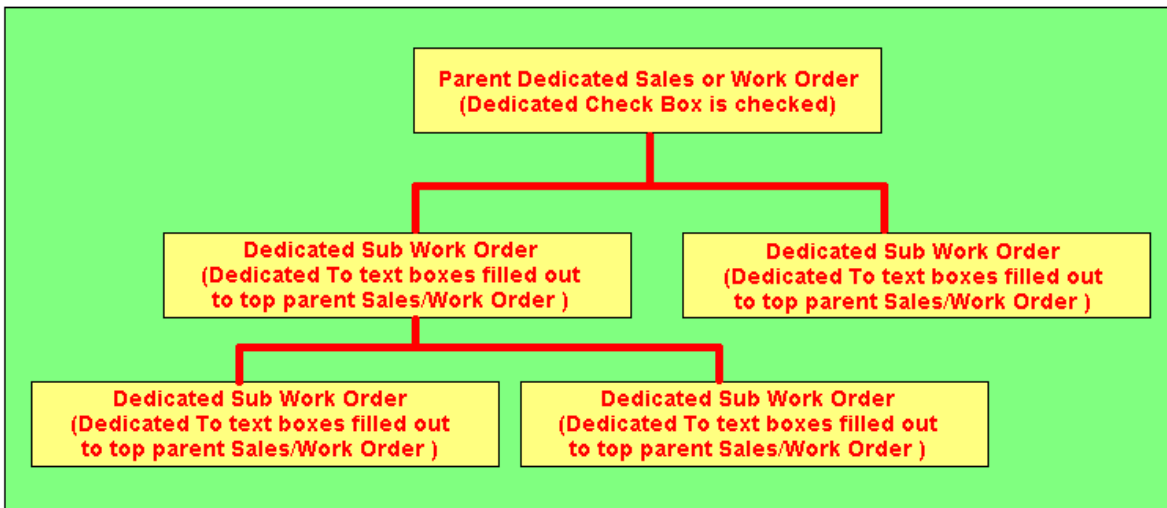 Parent Dedicated Sales or Work Order
(Dedicated Check Box is checked)
Dedicated Sub Work Order
(Dedicated To text boxes filled out
to top parent Sales/Work Order )
Dedicated Sub Work Order
(Dedicated To text boxes filled out
to top parent Sales/Work Order )
Dedicated Sub Work Order
(Dedicated To text boxes filled out
to top parent Sales/Work Order )
Dedicated Sub Work Order
(Dedicated To text boxes filled out
to top parent Sales/Work Order )